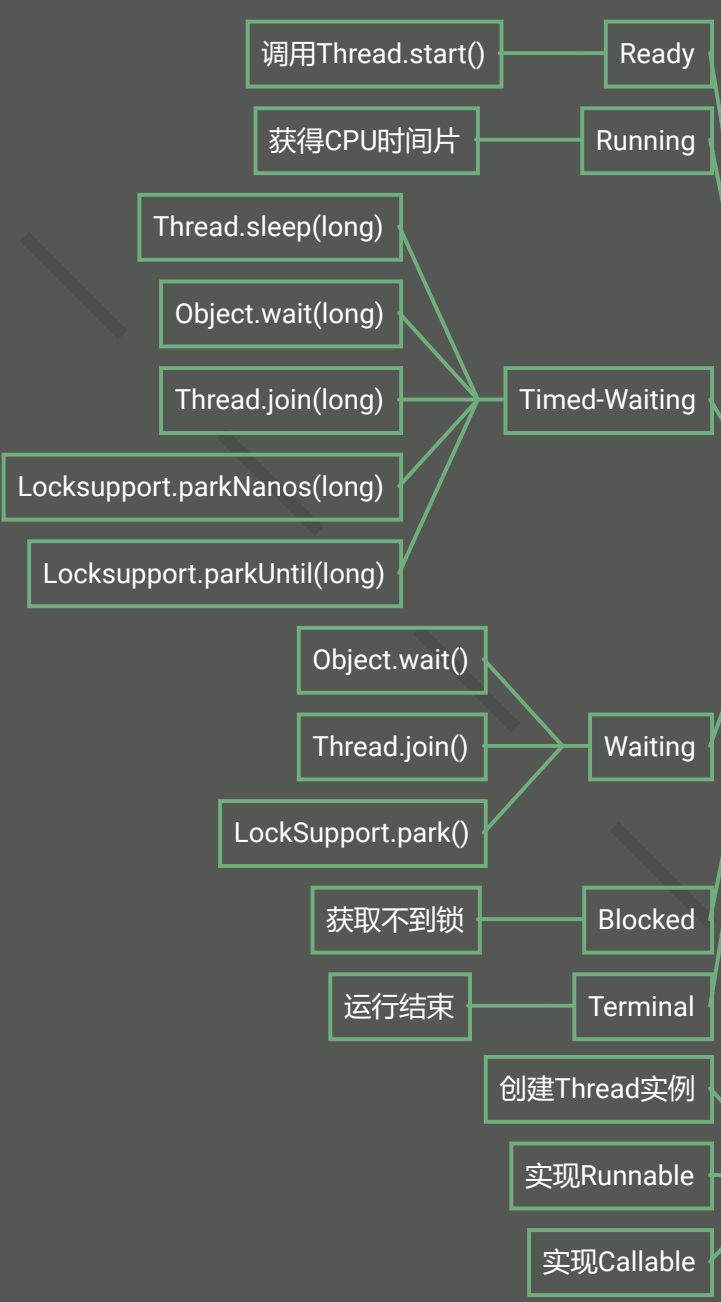 调用Thread.start()
Ready
获得CPU时间片
Running
Thread.sleep(long)
Object.wait(long)
Thread.join(long)
Timed-Waiting
Locksupport.parkNanos(long)
Locksupport.parkUntil(long)
Object.wait()
Thread.join()
Waiting
LockSupport.park()
获取不到锁
Blocked
运行结束
Terminal
创建Thread实例
实现Runnable
实现Callable